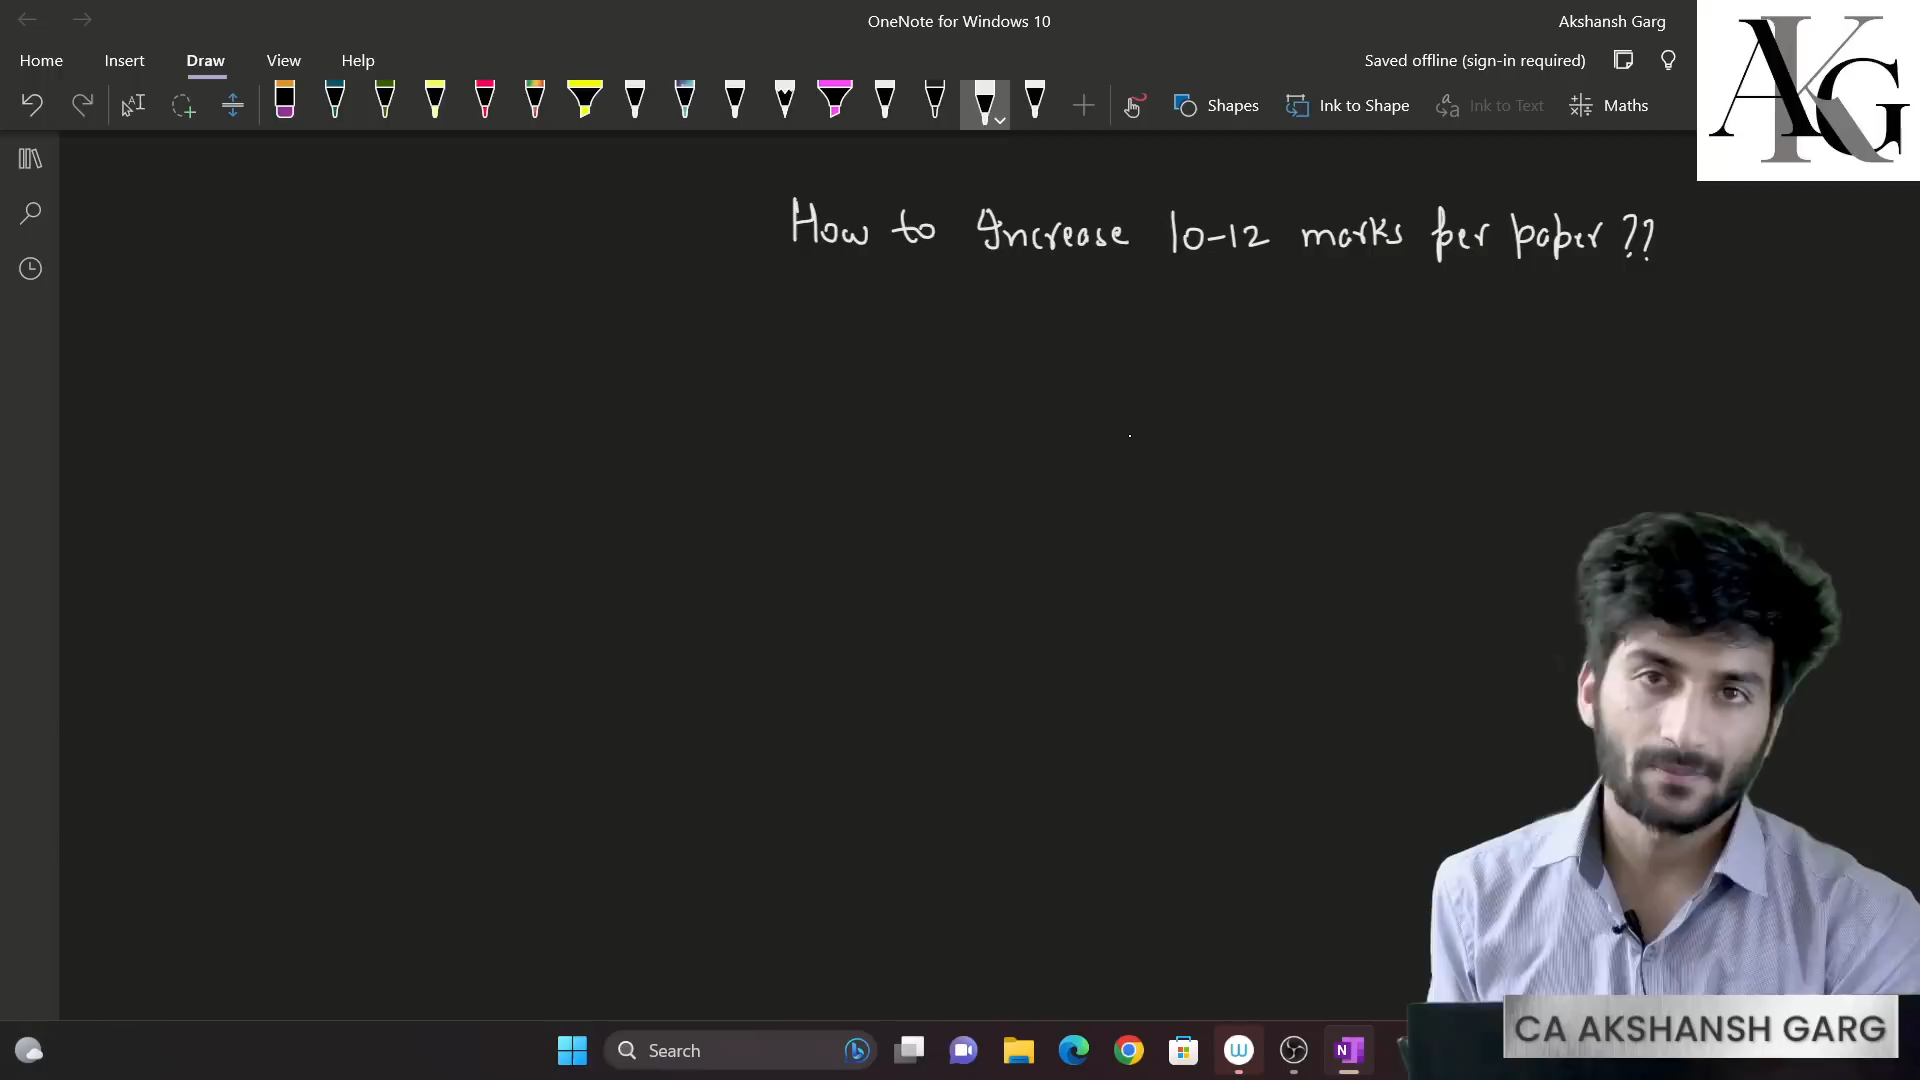 OneNote for Windows 10
Akshansh Garg
Home Insert Draw View Help
Saved offline (sign-in required)
Shapes Ink to Shape Ink to Text Maths
AKG
How to Increase 10-12 marks per paper ??
CA AKSHANSH GARG
Search